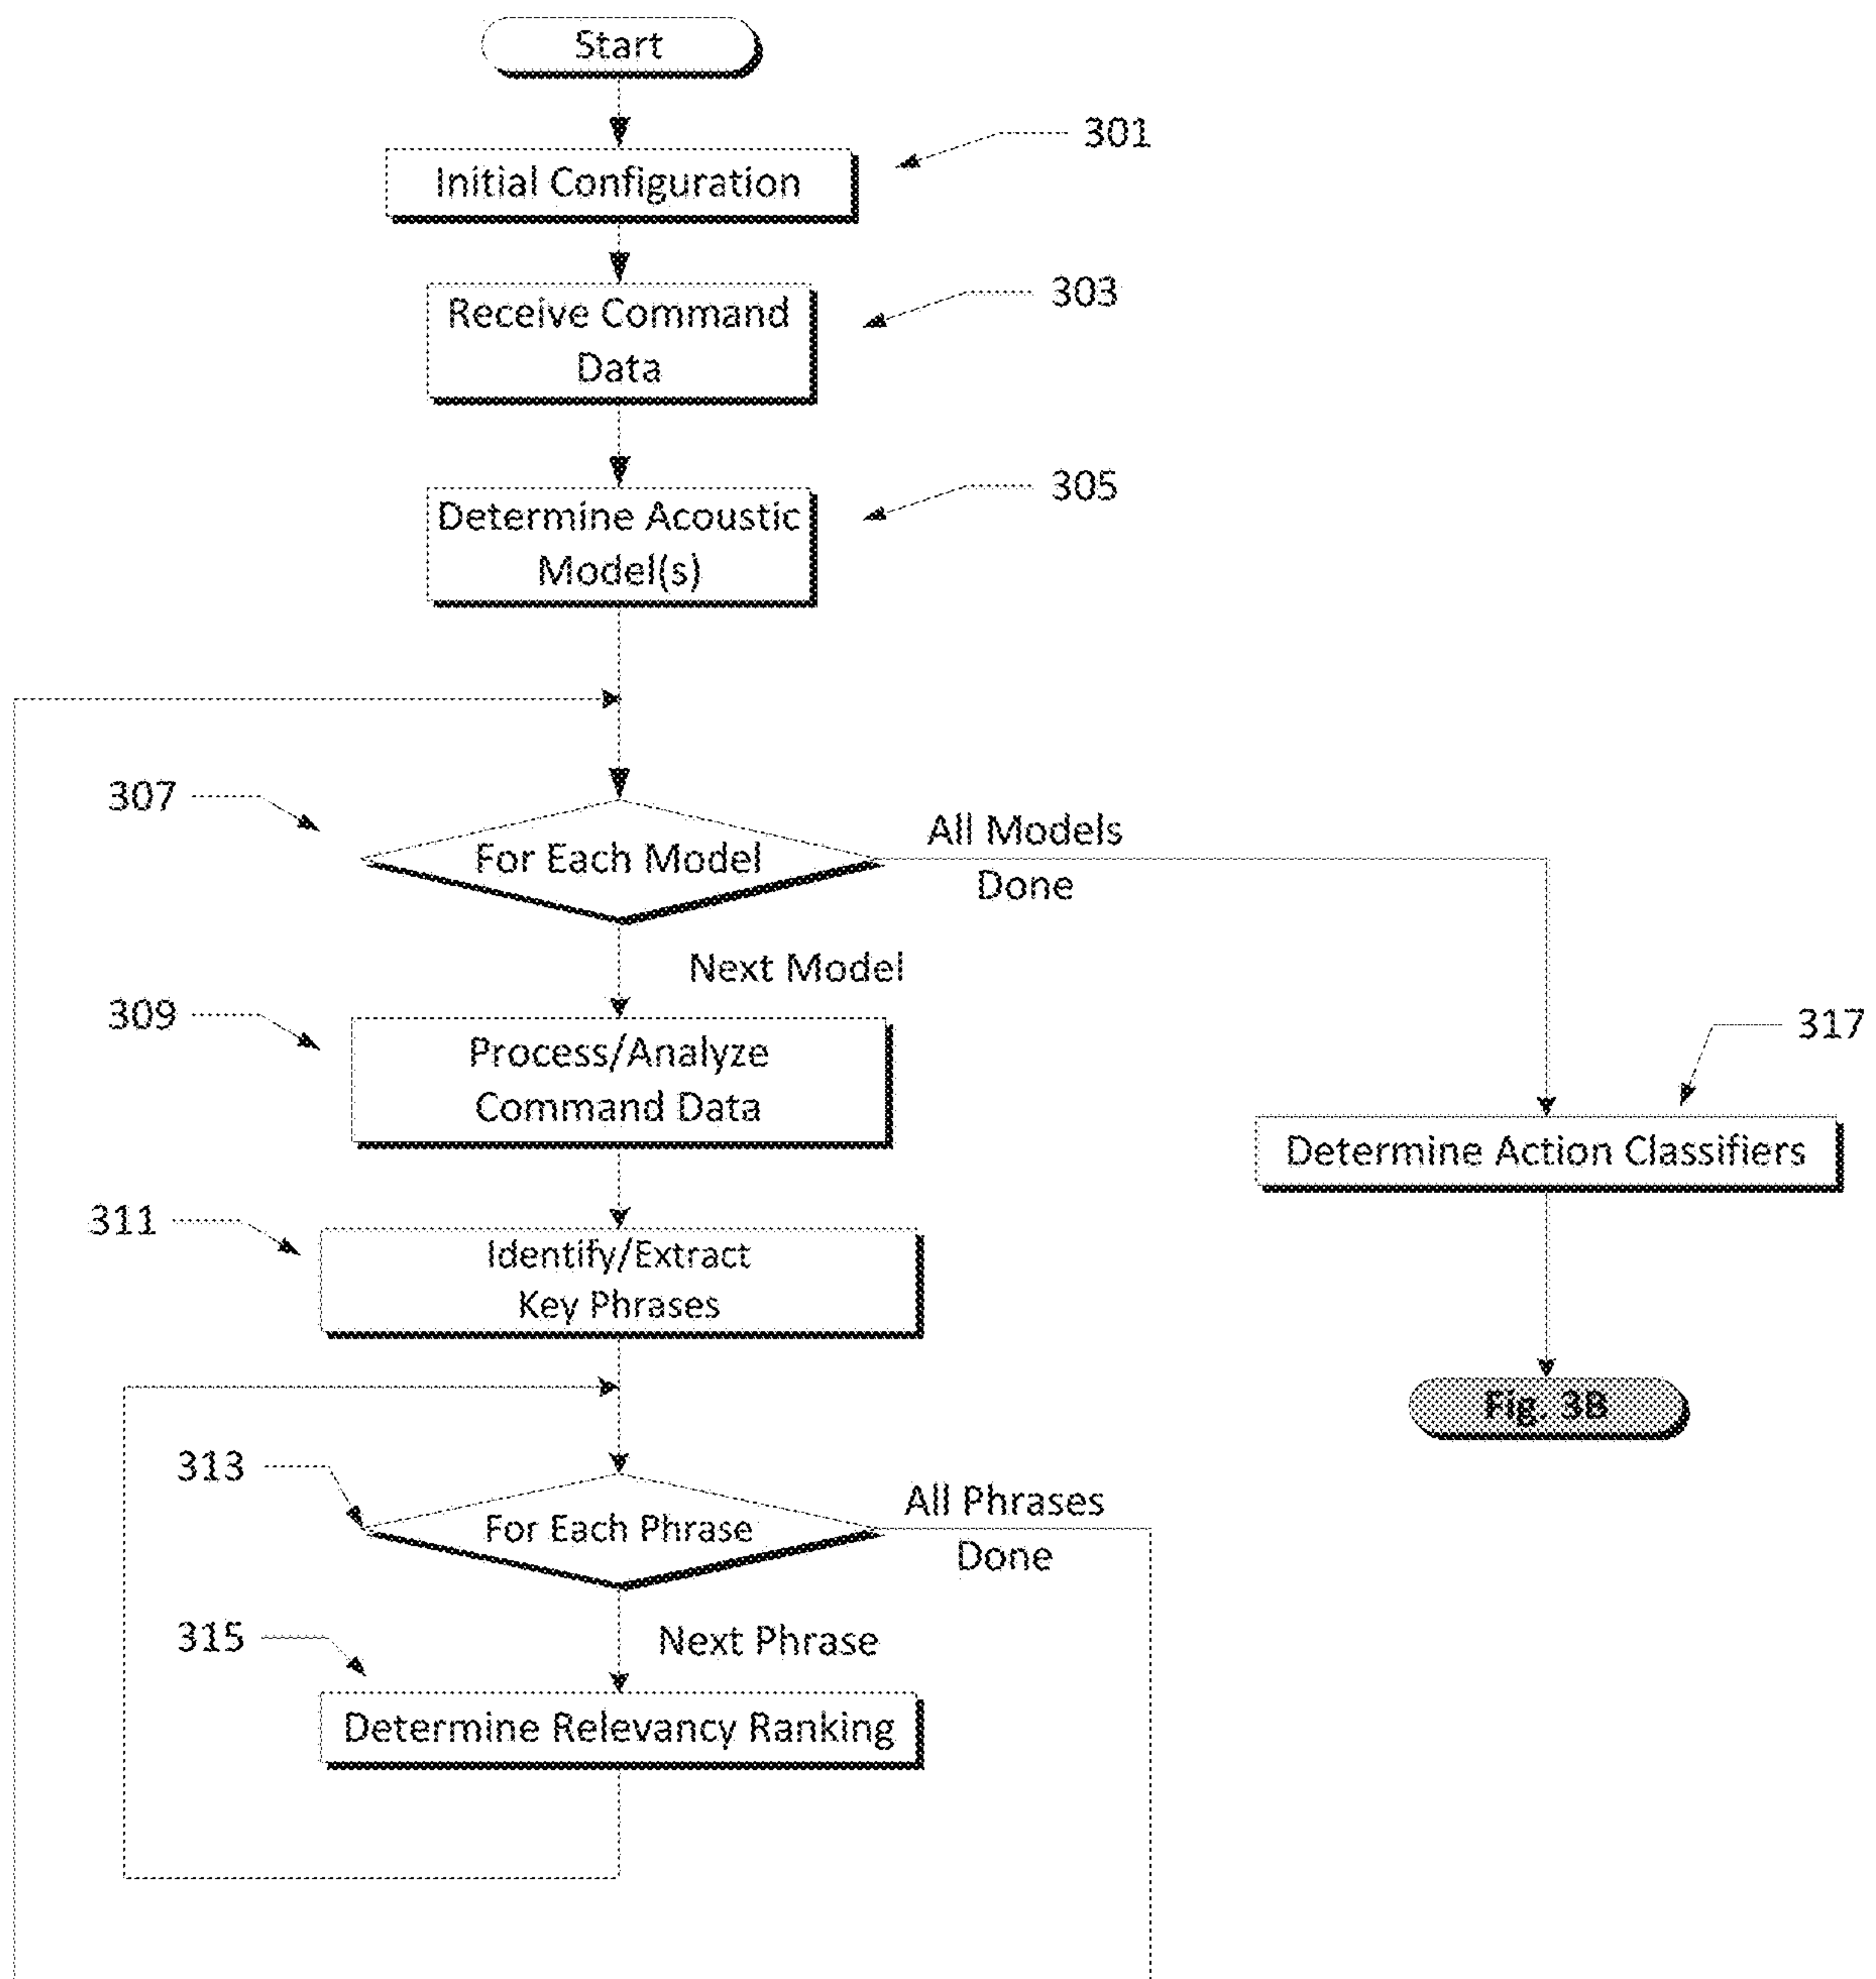 Start
301
Initial Configuration
303
Receive Command
Data
305
Determine Acoustic
Model(s)
307
For Each Model
All Models
Done
Next Model
309
Process/Analyze
Command Data
317
Determine Action Classifiers
311
Identify/Extract
Key Phrases
Fig. 3B
313
For Each Phrase
All Phrases
Done
315
Next Phrase
Determine Relevancy Ranking